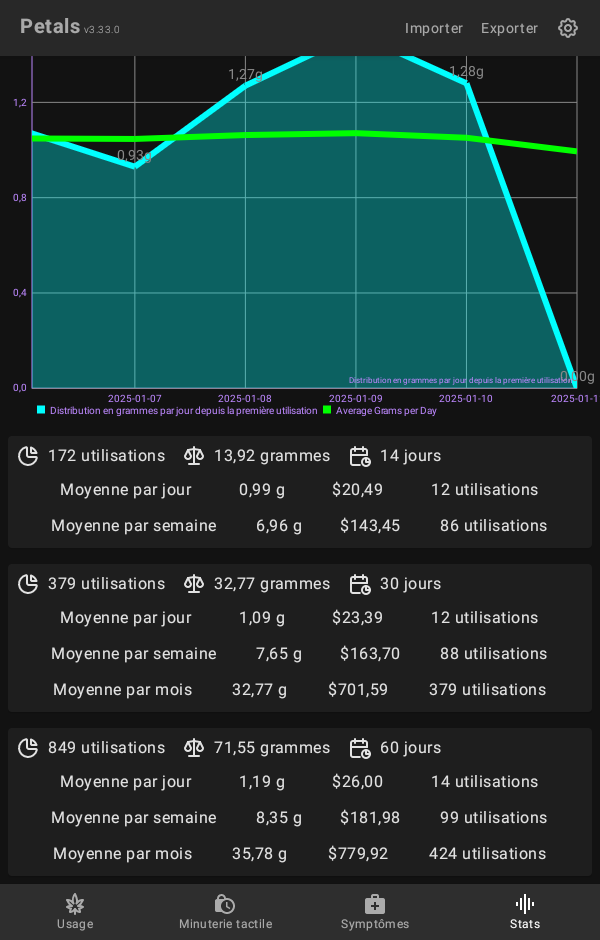 Petals v3.33.0 Importer Exporter
1,27g 1,28g
1,2
0,93g
0,8
0,4
0,00g
Distribution en grammes par jour depuis la première utilisation
0,0
2025-01-07 2025-01-08 2025-01-09 2025-01-10 2025-01-1
Distribution en grammes par jour depuis la première utilisation Average Grams per Day
172 utilisations 13,92 grammes 14 jours
Moyenne par jour 0,99 g $20,49 12 utilisations
Moyenne par semaine 6,96 g $143,45 86 utilisations
379 utilisations 32,77 grammes 30 jours
Moyenne par jour 1,09 g $23,39 12 utilisations
Moyenne par semaine 7,65 g $163,70 88 utilisations
Moyenne par mois 32,77 g $701,59 379 utilisations
849 utilisations 71,55 grammes 60 jours
Moyenne par jour 1,19 g $26,00 14 utilisations
Moyenne par semaine 8,35 g $181,98 99 utilisations
Moyenne par mois 35,78 g $779,92 424 utilisations
Usage Minuterie tactile Symptômes Stats